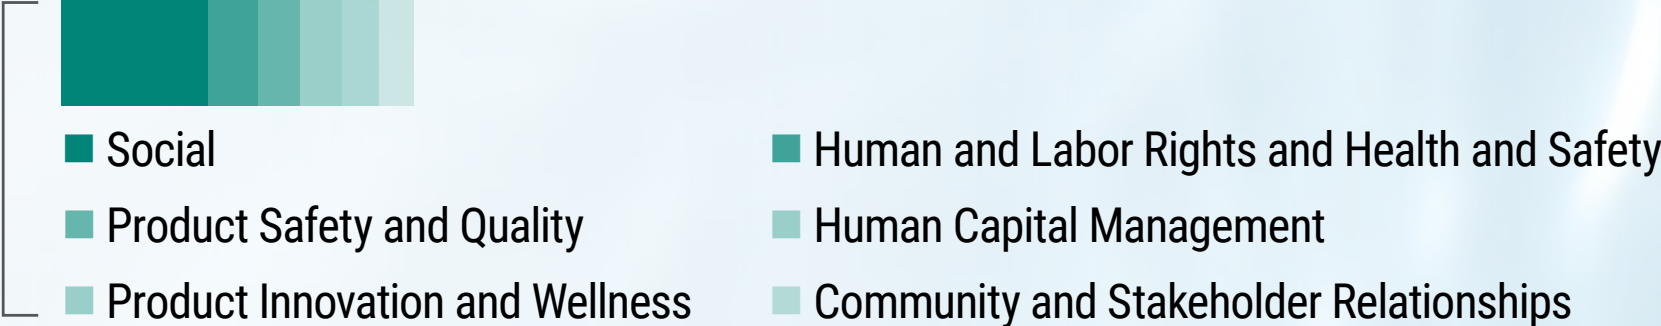 Social
Human and Labor Rights and Health and Safety
Product Safety and Quality
Human Capital Management
Product Innovation and Wellness
Community and Stakeholder Relationships